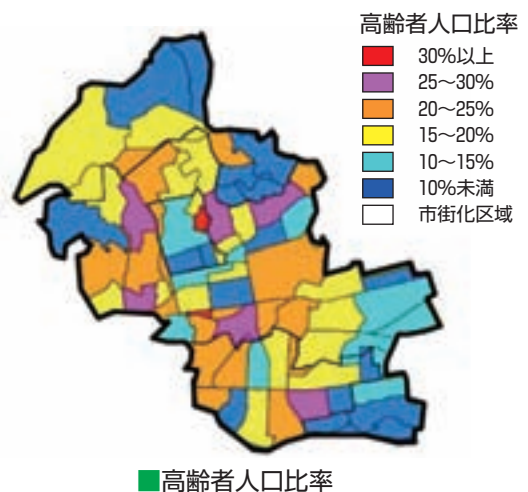 高齢者人口比率
30%以上
25〜30%
20〜25%
15〜20%
10〜15%
10%未満
市街化区域
■高齢者人口比率